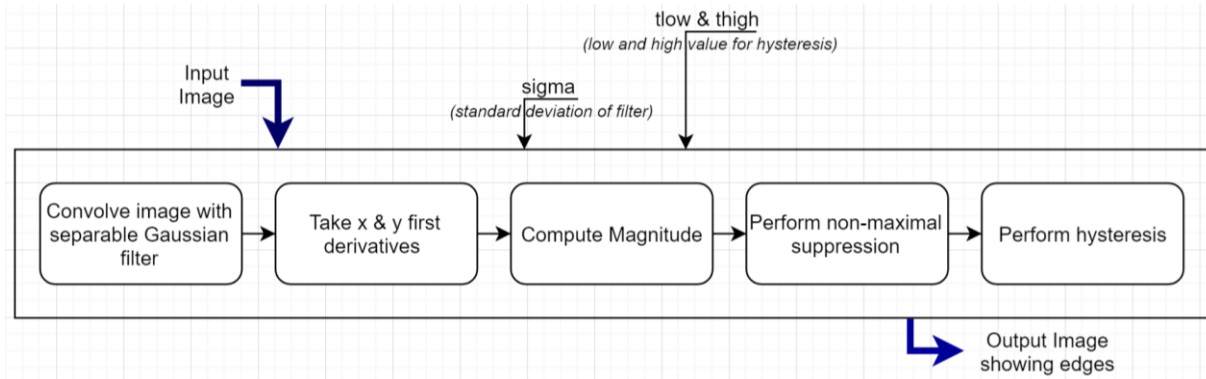 tlow & thigh
(low and high value for hysteresis)
Input
Image
sigma
(standard deviation of filter)
Convolve image with
separable Gaussian
filter
Take x & y first
derivatives
Compute Magnitude
Perform non-maximal
suppression
Perform hysteresis
Output Image
showing edges